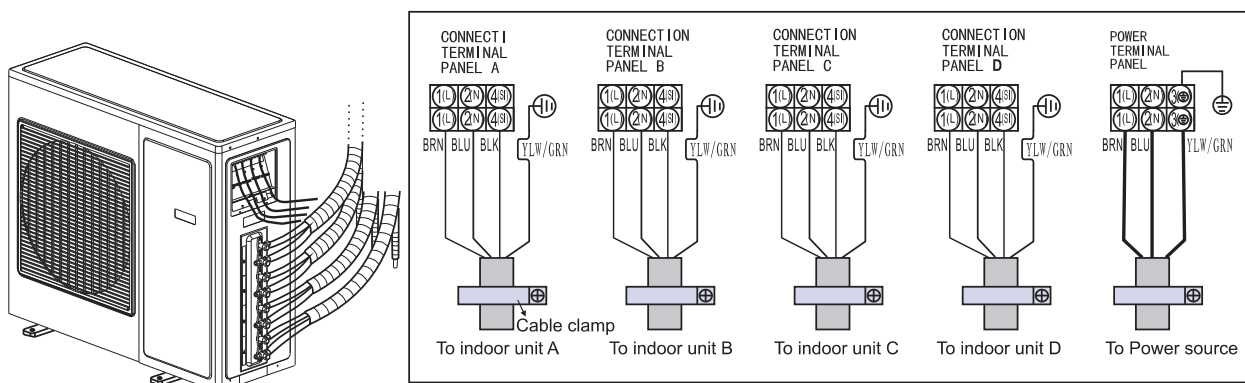 CONNECTI
TERMINAL
PANEL A
1(L) 2(N) 4(SI)
1(L) 2(N) 4(SI)
BRN BLU BLK YLW/GRN
Cable clamp
To indoor unit A
CONNECTION
TERMINAL
PANEL B
1(L) 2(N) 4(SI)
1(L) 2(N) 4(SI)
BRN BLU BLK YLW/GRN
To indoor unit B
CONNECTION
TERMINAL
PANEL C
1(L) 2(N) 4(SI)
1(L) 2(N) 4(SI)
BRN BLU BLK YLW/GRN
To indoor unit C
CONNECTION
TERMINAL
PANEL D
1(L) 2(N) 4(SI)
1(L) 2(N) 4(SI)
BRN BLU BLK YLW/GRN
To indoor unit D
POWER
TERMINAL
PANEL
1(L) 2(N) 3
1(L) 2(N) 3
BRN BLU YLW/GRN
To Power source